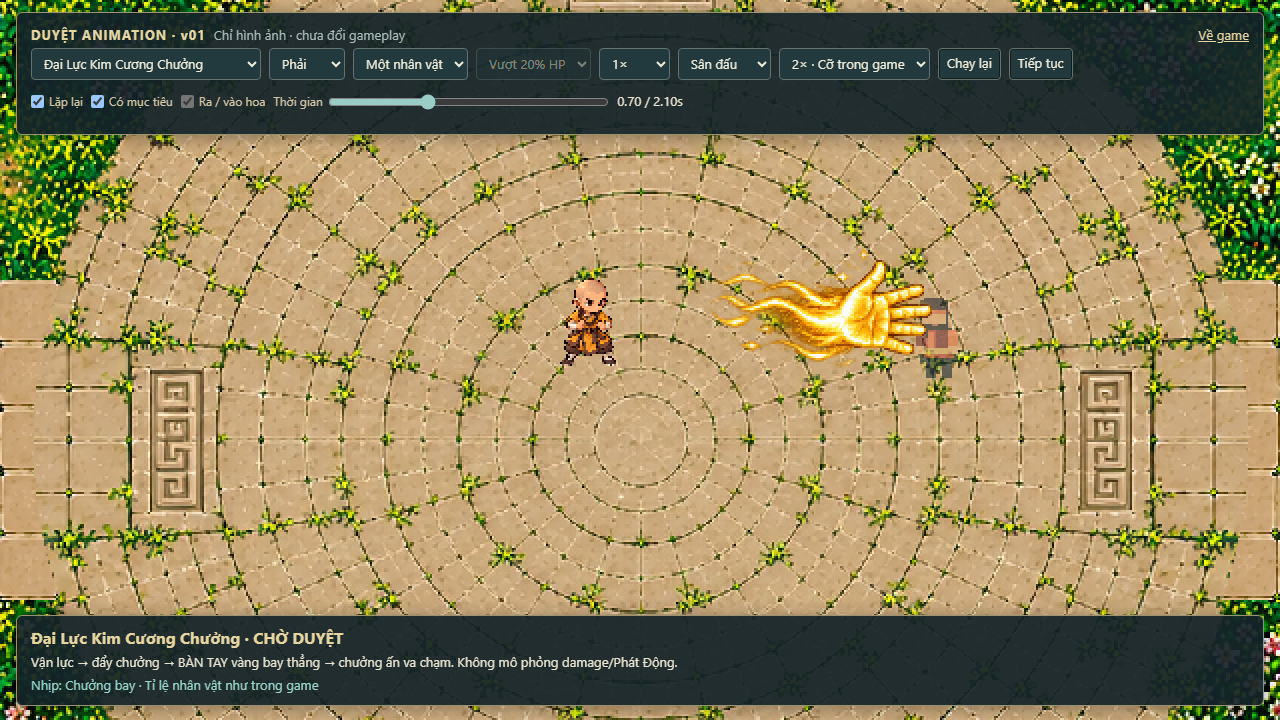 DUYỆT ANIMATION · v01 Chỉ hình ảnh · chưa đổi gameplay Về game
Đại Lực Kim Cương Chưởng Phải Một nhân vật Vượt 20% HP 1× Sân đấu 2× · Cỡ trong game Chạy lại Tiếp tục
Lặp lại Có mục tiêu Ra / vào hoa Thời gian 0.70 / 2.10s
Đại Lực Kim Cương Chưởng · CHỜ DUYỆT
Vận lực → đẩy chưởng → BÀN TAY vàng bay thẳng → chưởng ấn va chạm. Không mô phỏng damage/Phát Động.
Nhịp: Chưởng bay · Tỉ lệ nhân vật như trong game